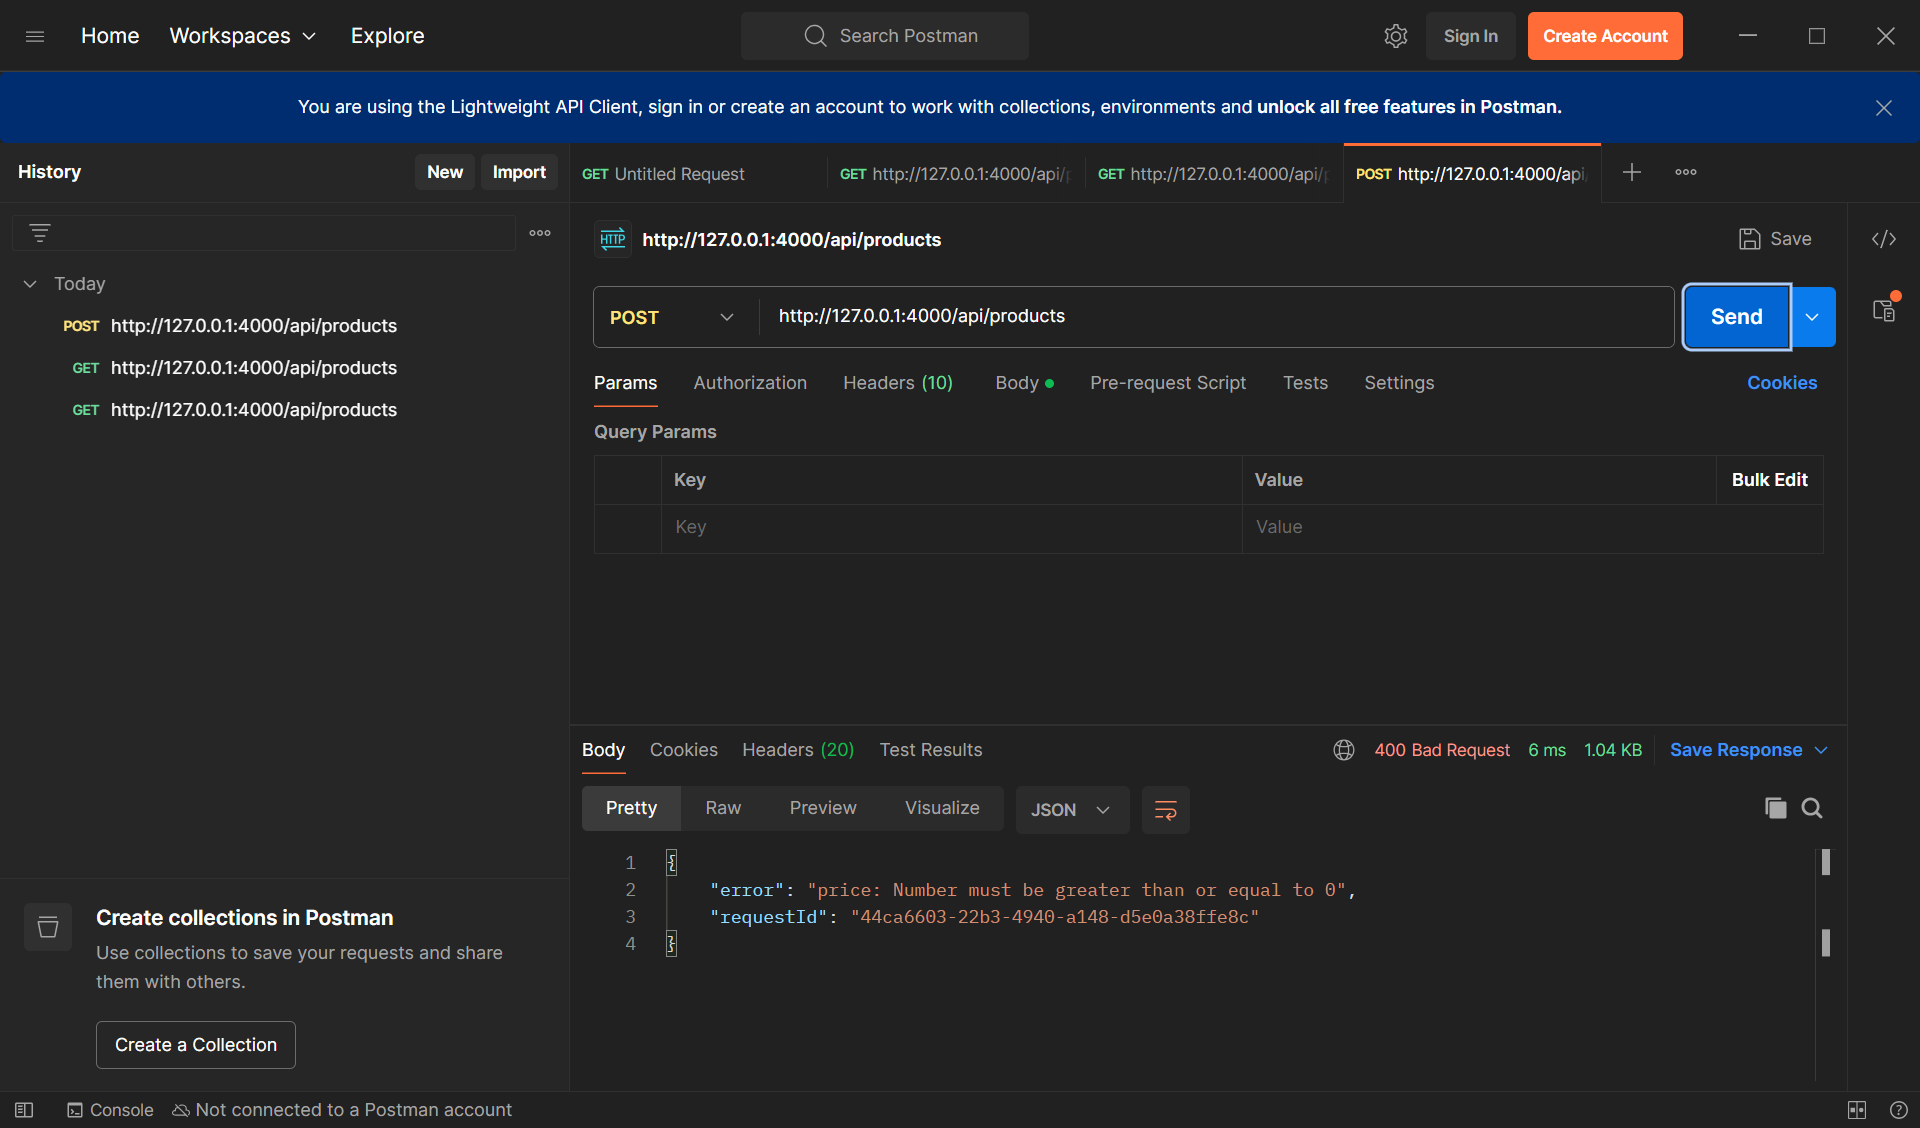 Home Workspaces Explore Search Postman Sign In Create Account
You are using the Lightweight API Client, sign in or create an account to work with collections, environments and unlock all free features in Postman.
History New Import
GET Untitled Request GET http://127.0.0.1:4000/api/ GET http://127.0.0.1:4000/api/ POST http://127.0.0.1:4000/api
HTTP http://127.0.0.1:4000/api/products Save
Today
POST http://127.0.0.1:4000/api/products
GET http://127.0.0.1:4000/api/products
GET http://127.0.0.1:4000/api/products
POST http://127.0.0.1:4000/api/products Send
Params Authorization Headers (10) Body Pre-request Script Tests Settings Cookies
Query Params
Key Value Bulk Edit
Key Value
Body Cookies Headers (20) Test Results 400 Bad Request 6 ms 1.04 KB Save Response
Pretty Raw Preview Visualize JSON
1 {
2 "error": "price: Number must be greater than or equal to 0",
3 "requestId": "44ca6603-22b3-4940-a148-d5e0a38ffe8c"
4 }
Create collections in Postman
Use collections to save your requests and share
them with others.
Create a Collection
Console Not connected to a Postman account